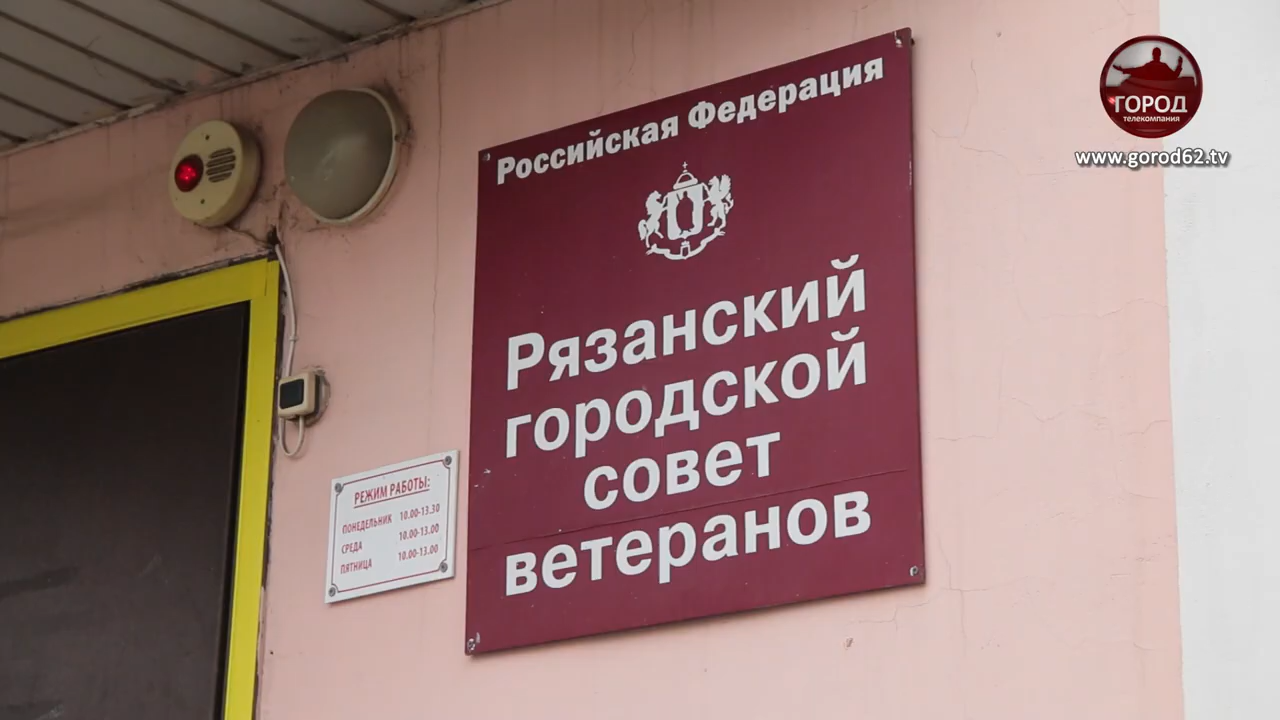 Российская Федерация
Рязанский
городской
совет
ветеранов
РЕЖИМ РАБОТЫ:
ПОНЕДЕЛЬНИК 10.00-13.30
СРЕДА 10.00-13.00
ПЯТНИЦА 10.00-13.00
ГОРОД
телекомпания
www.gorod62.tv